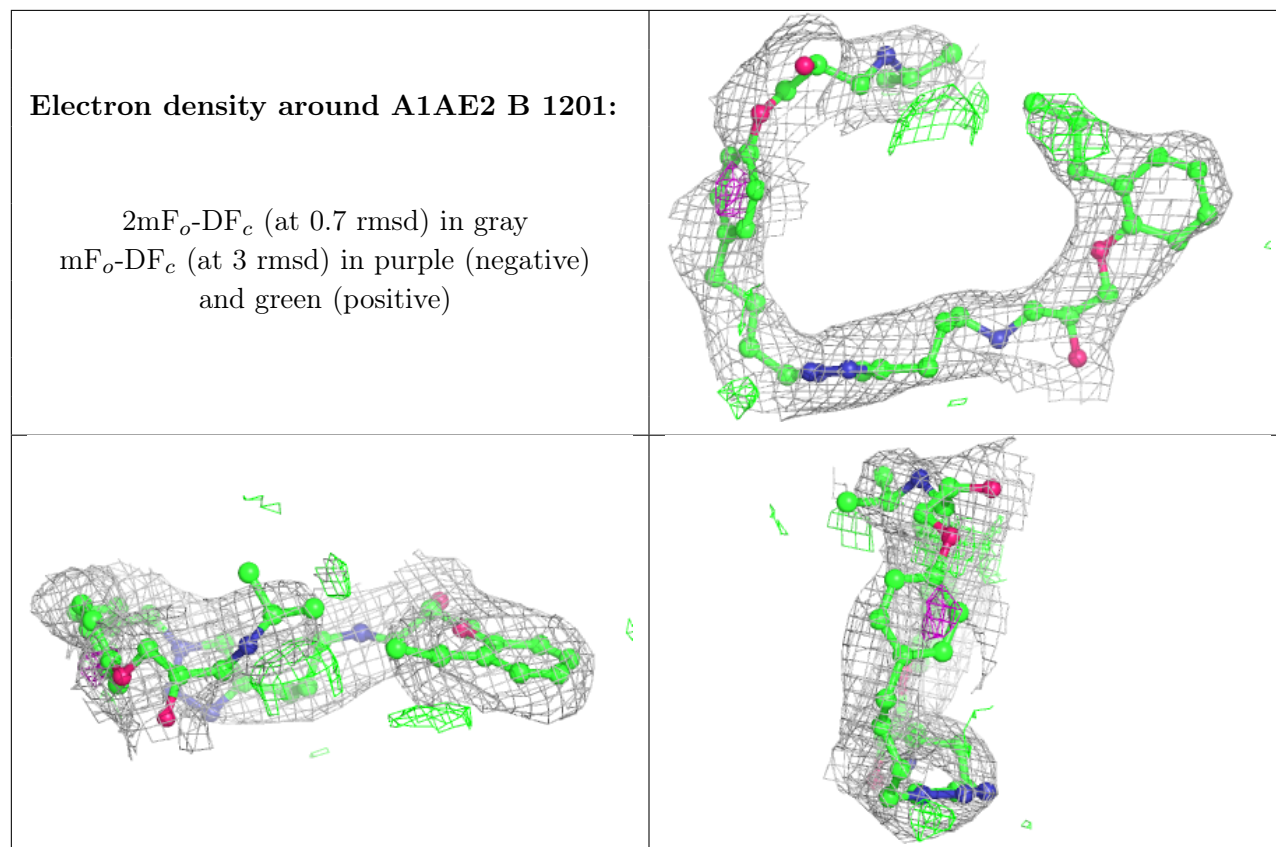 Electron density around A1AE2 B 1201:
2mFo-DFc (at 0.7 rmsd) in gray
mFo-DFc (at 3 rmsd) in purple (negative)
and green (positive)